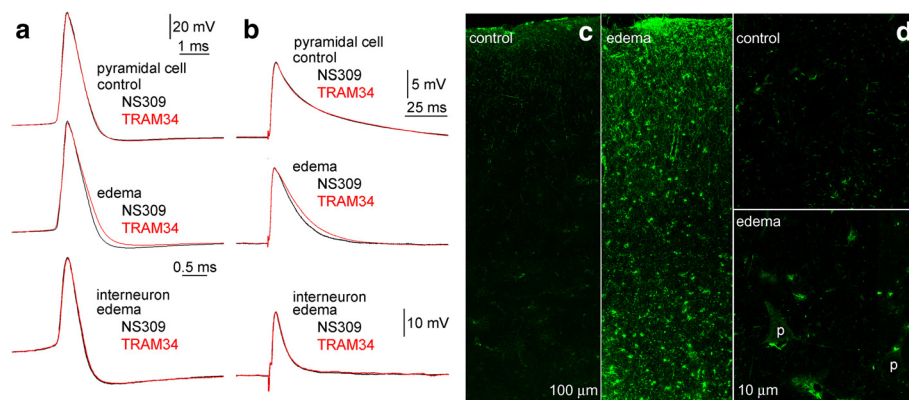 a
20 mV
1 ms
pyramidal cell
control
NS309
TRAM34
edema
NS309
TRAM34
0.5 ms
interneuron
edema
NS309
TRAM34
b
pyramidal cell
control
NS309
TRAM34
5 mV
25 ms
edema
NS309
TRAM34
interneuron
edema
NS309
TRAM34
10 mV
control
c
edema
100 μm
control
d
edema
p
p
10 μm